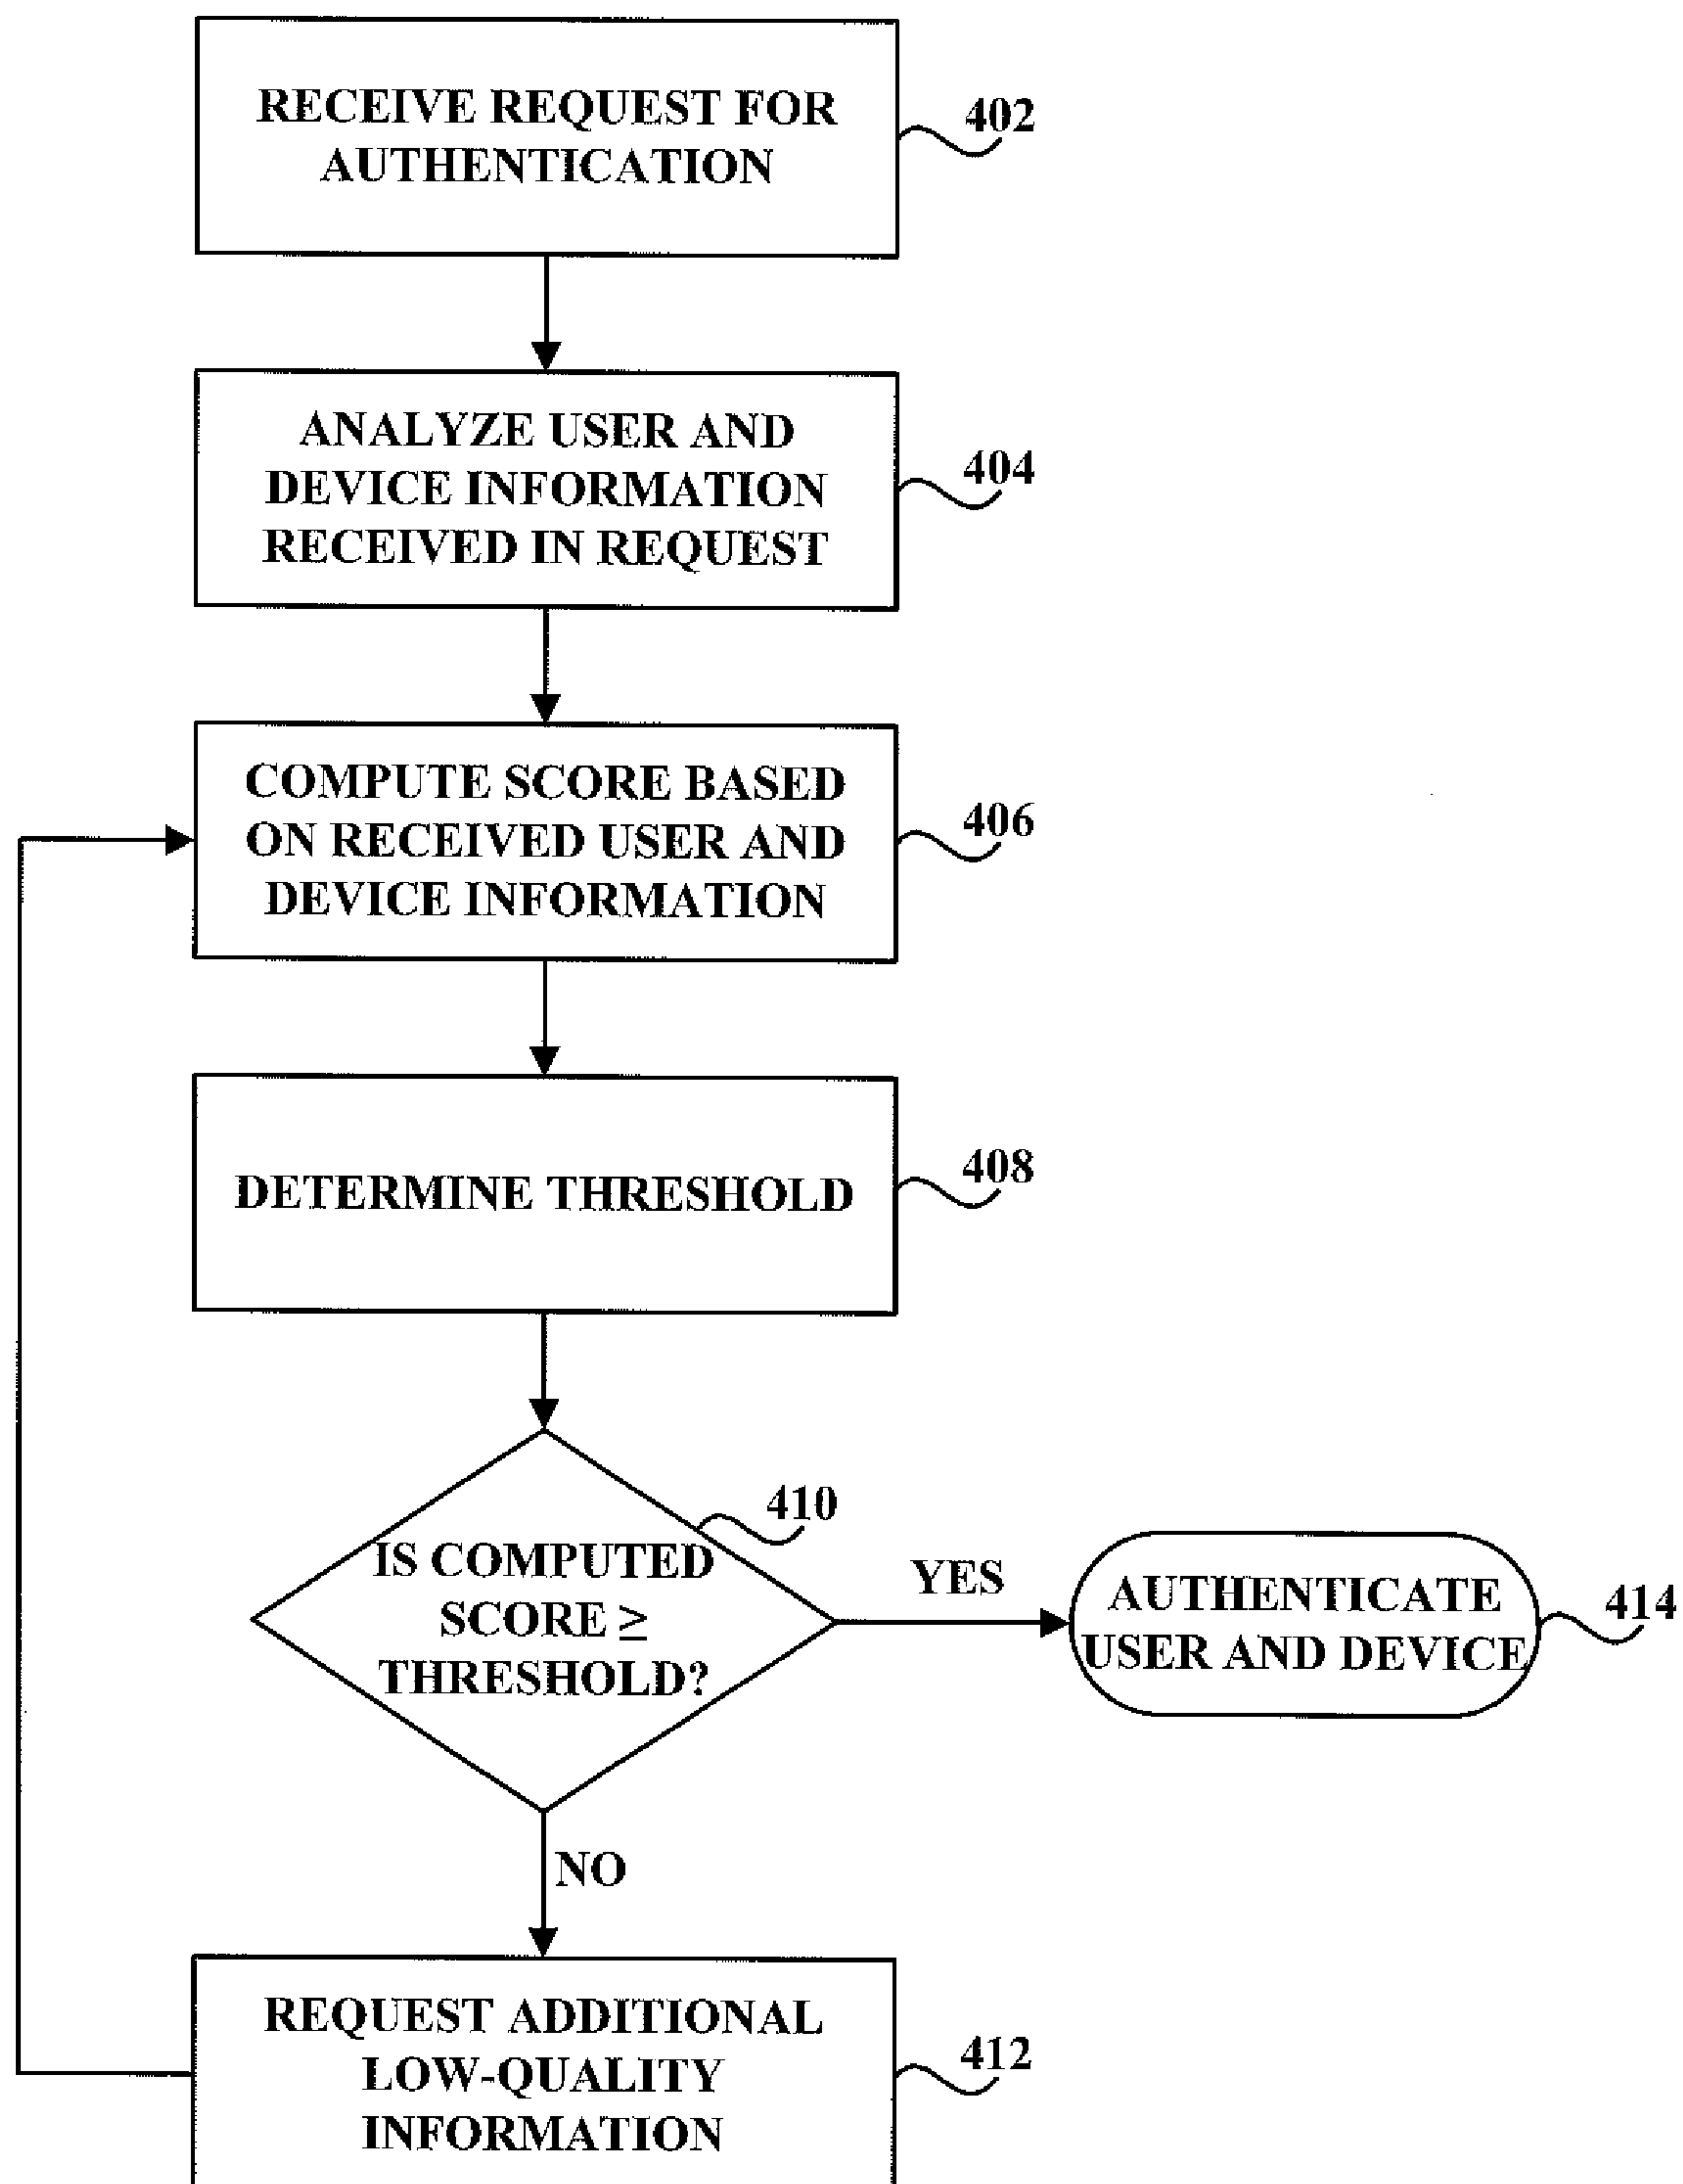 RECEIVE REQUEST FOR
AUTHENTICATION
402
ANALYZE USER AND
DEVICE INFORMATION
RECEIVED IN REQUEST
404
COMPUTE SCORE BASED
ON RECEIVED USER AND
DEVICE INFORMATION
406
DETERMINE THRESHOLD
408
410
IS COMPUTED
SCORE ≥
THRESHOLD?
YES
AUTHENTICATE
USER AND DEVICE
414
NO
REQUEST ADDITIONAL
LOW-QUALITY
INFORMATION
412